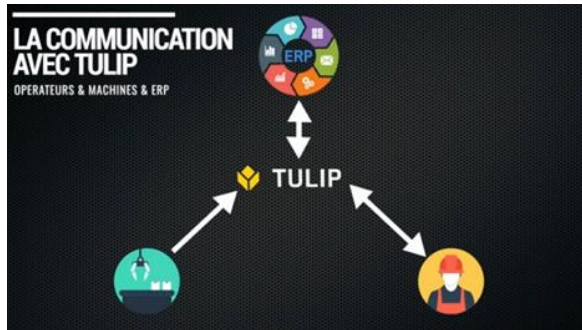 LA COMMUNICATION
AVEC TULIP
OPERATEURS & MACHINES & ERP
ERP
TULIP